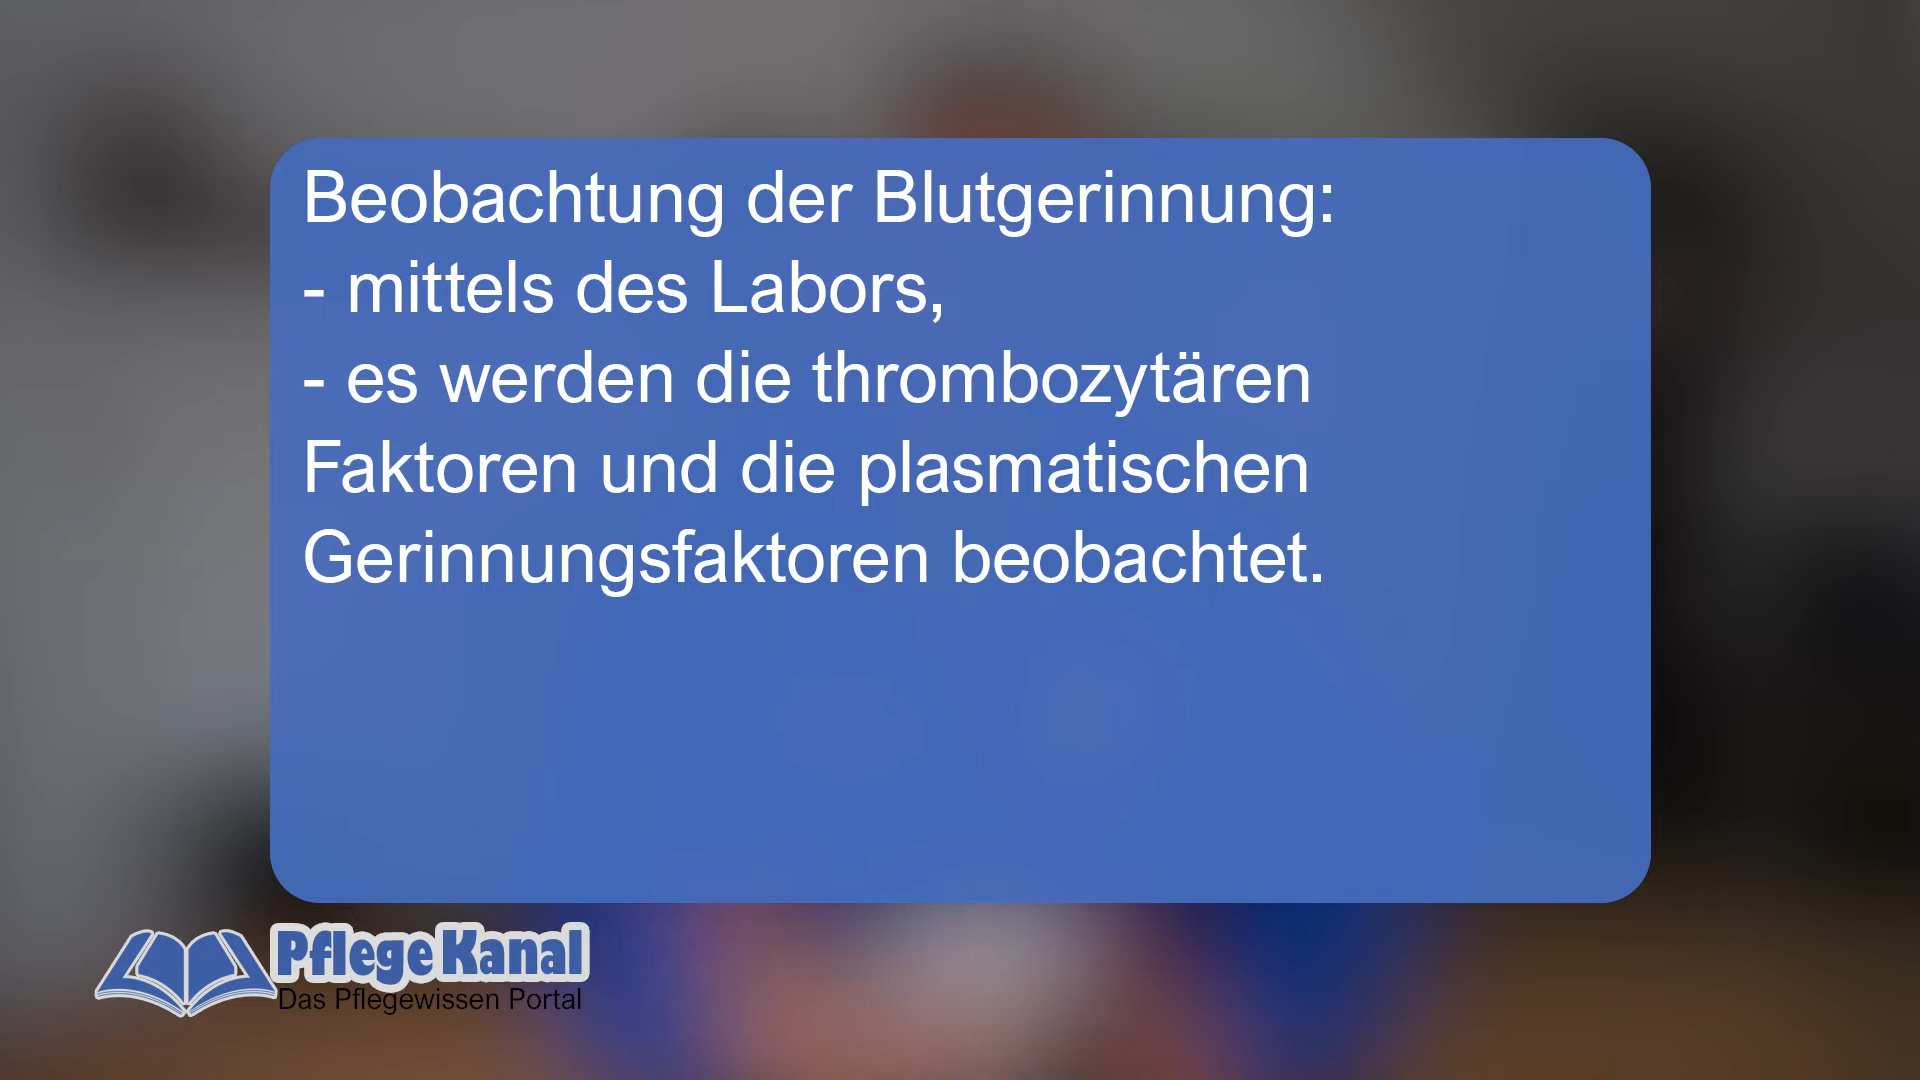 Beobachtung der Blutgerinnung:
- mittels des Labors,
- es werden die thrombozytären
Faktoren und die plasmatischen
Gerinnungsfaktoren beobachtet.
PflegeKanal
Das Pflegewissen Portal